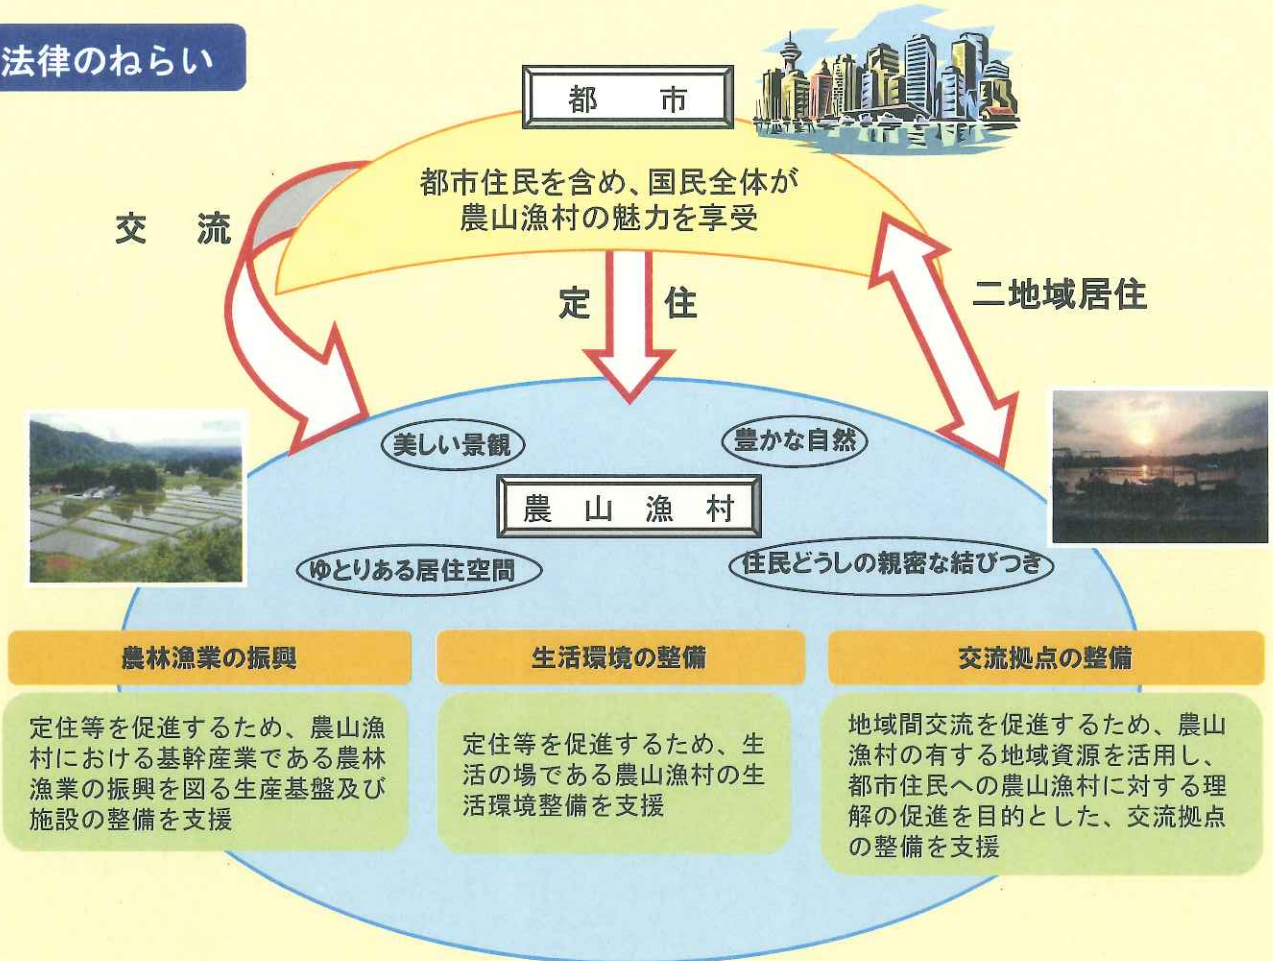 法律のねらい
都 市
都市住民を含め、国民全体が
農山漁村の魅力を享受
交 流
定 住
二地域居住
美しい景観
豊かな自然
農 山 漁 村
ゆとりある居住空間
住民どうしの親密な結びつき
農林漁業の振興
定住等を促進するため、農山漁
村における基幹産業である農林
漁業の振興を図る生産基盤及び
施設の整備を支援
生活環境の整備
定住等を促進するため、生
活の場である農山漁村の生
活環境整備を支援
交流拠点の整備
地域間交流を促進するため、農山
漁村の有する地域資源を活用し、
都市住民への農山漁村に対する理
解の促進を目的とした、交流拠点
の整備を支援